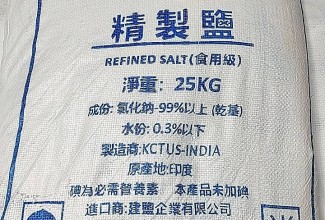 精製鹽
REFINED SALT(食用級)
淨重: 25KG
成份: 氯化鈉-99%以上 (乾基)
水份: 0.3%以下
製造商:KCTUS-INDIA
原產地:印度
碘為必需營養素 本產品未加碘
進口商:建鹽企業有限公司